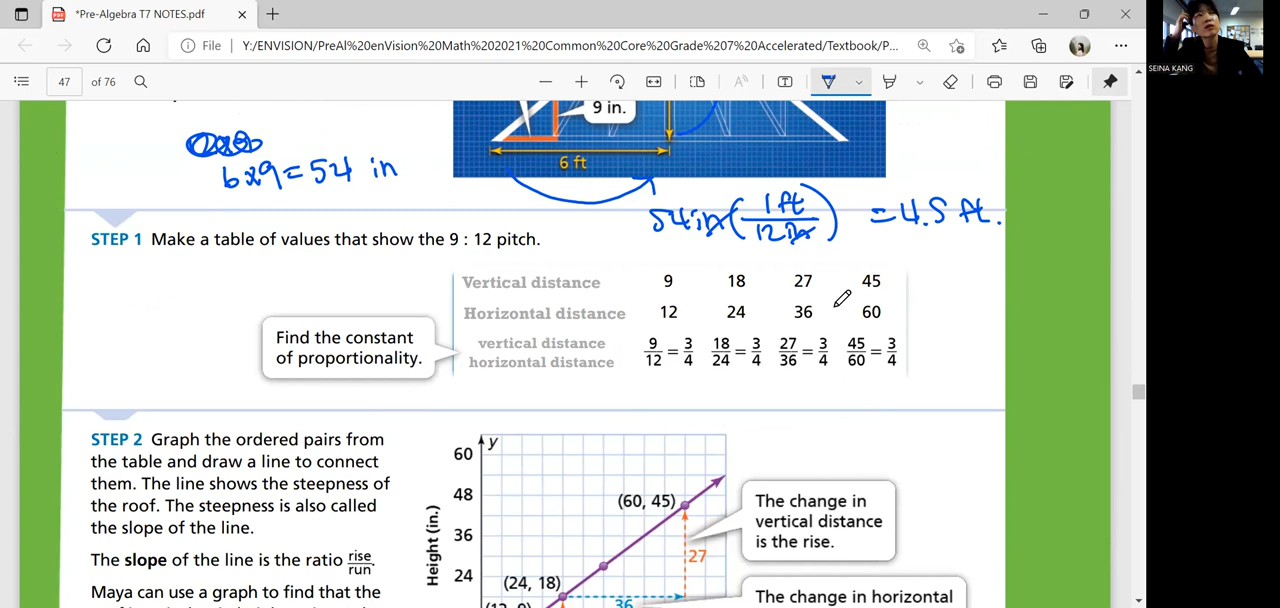 *Pre-Algebra T7 NOTES.pdf
File Y:/ENVISION/PreAl%20enVision%20Math%202021%20Common%20Core%20Grade%207%20Accelerated/Textbook/P...
SEINA KANG
47 of 76
9 in.
6 ft
6x9=54 in
54in(1ft/12in) =4.5 ft.
STEP 1 Make a table of values that show the 9 : 12 pitch.
Vertical distance 9 18 27 45
Horizontal distance 12 24 36 60
Find the constant
of proportionality.
vertical distance
horizontal distance
9/12 = 3/4 18/24 = 3/4 27/36 = 3/4 45/60 = 3/4
STEP 2 Graph the ordered pairs from
the table and draw a line to connect
them. The line shows the steepness of
the roof. The steepness is also called
the slope of the line.
The slope of the line is the ratio rise/run.
Maya can use a graph to find that the
y
60
48
36
24
Height (in.)
(60, 45)
(24, 18)
(12, 9)
27
36
The change in
vertical distance
is the rise.
The change in horizontal